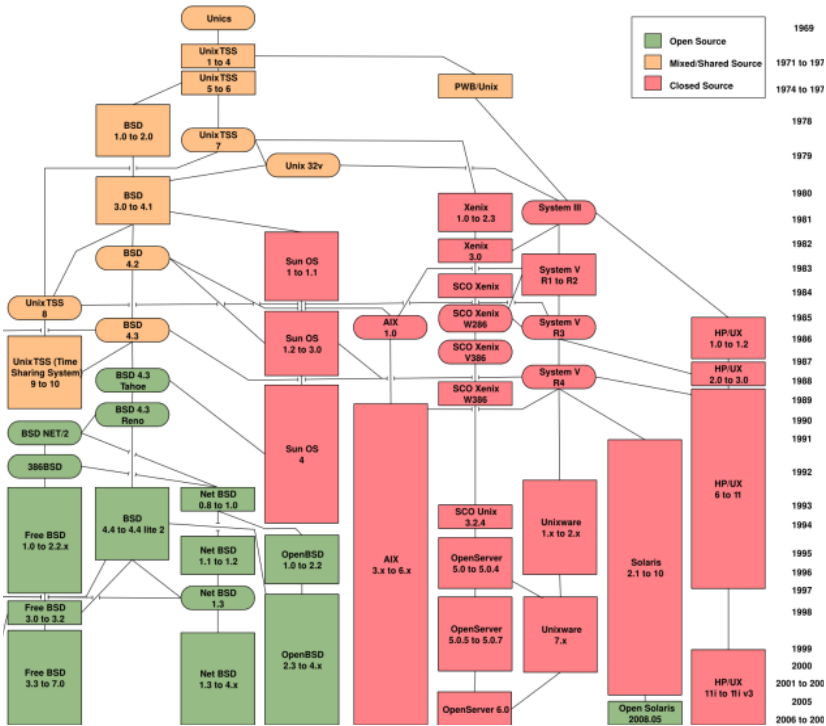 Unics
1969
Open Source
Mixed/Shared Source
Closed Source
UnixTSS
1 to 4
1971 to 197
UnixTSS
5 to 6
PWB/Unix
1974 to 197
BSD
1.0 to 2.0
UnixTSS
7
1978
Unix 32v
1979
BSD
3.0 to 4.1
Xenix
1.0 to 2.3
System III
1980
1981
BSD
4.2
Sun OS
1 to 1.1
Xenix
3.0
System V
R1 to R2
1982
1983
SCO Xenix
1984
UnixTSS
8
BSD
4.3
Sun OS
1.2 to 3.0
AIX
1.0
SCO Xenix
W286
System V
R3
HP/UX
1.0 to 1.2
1985
1986
UnixTSS (Time
Sharing System)
9 to 10
SCO Xenix
V386
1987
BSD 4.3
Tahoe
System V
R4
HP/UX
2.0 to 3.0
1988
SCO Xenix
W386
1989
BSD 4.3
Reno
1990
BSD NET/2
Sun OS
4
1991
386BSD
HP/UX
6 to 11
1992
Free BSD
1.0 to 2.2.x
BSD
4.4 to 4.4 lite 2
Net BSD
0.8 to 1.0
SCO Unix
3.2.4
Unixware
1.x to 2.x
1993
1994
Net BSD
1.1 to 1.2
OpenBSD
1.0 to 2.2
AIX
3.x to 6.x
OpenServer
5.0 to 5.0.4
Solaris
2.1 to 10
1995
1996
Net BSD
1.3
1997
Free BSD
3.0 to 3.2
OpenServer
5.0.5 to 5.0.7
Unixware
7.x
1998
1999
Free BSD
3.3 to 7.0
Net BSD
1.3 to 4.x
OpenBSD
2.3 to 4.x
HP/UX
11i to 11i v3
2000
2001 to 200
OpenServer 6.0
Open Solaris
2008.05
2005
2006 to 200